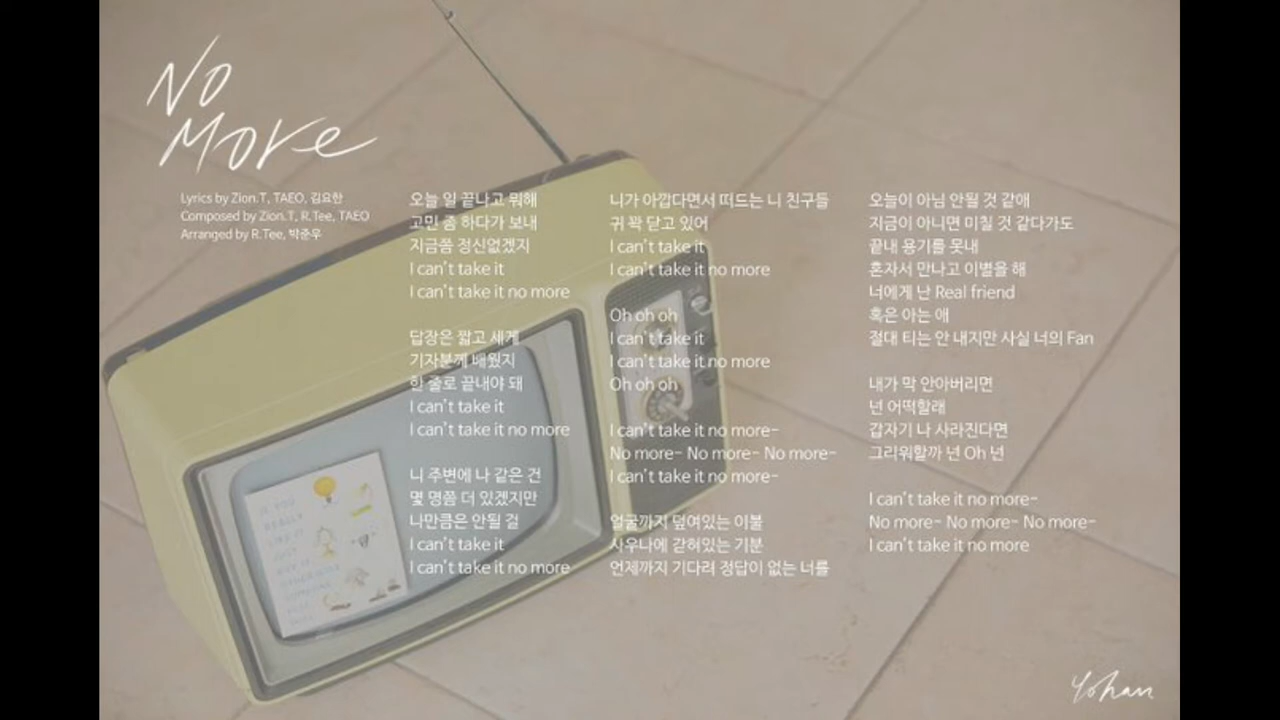 No
More
Lyrics by Zion.T, TAEO, 김요한
Composed by Zion.T, R.Tee, TAEO
Arranged by R.Tee, 박준우
오늘 일 끝나고 뭐해
고민 좀 하다가 보내
지금쯤 정신없겠지
I can't take it
I can't take it no more
답장은 짧고 세게
기자분께 배웠지
한 줄로 끝내야 돼
I can't take it
I can't take it no more
니 주변에 나 같은 건
몇 명쯤 더 있겠지만
나만큼은 안될 걸
I can't take it
I can't take it no more
니가 아깝다면서 떠드는 니 친구들
귀 꽉 닫고 있어
I can't take it
I can't take it no more
Oh oh oh
I can't take it
I can't take it no more
Oh oh oh
I can't take it no more-
No more- No more- No more-
I can't take it no more-
얼굴까지 덮여있는 이불
사우나에 갇혀있는 기분
언제까지 기다려 정답이 없는 너를
오늘이 아님 안될 것 같애
지금이 아니면 미칠 것 같다가도
끝내 용기를 못내
혼자서 만나고 이별을 해
너에게 난 Real friend
혹은 아는 애
절대 티는 안 내지만 사실 너의 Fan
내가 막 안아버리면
넌 어떡할래
갑자기 나 사라진다면
그리워할까 넌 Oh 넌
I can't take it no more-
No more- No more- No more-
I can't take it no more
Yohan